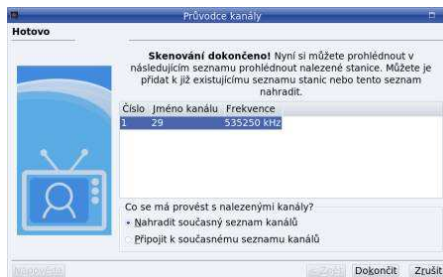 Průvodce kanály
Hotovo
Skenování dokončeno! Nyní si můžete prohlédnout v
následujícím seznamu prohlédnout nalezené stanice. Můžete je
přidat k již existujícímu seznamu stanic nebo tento seznam
nahradit.
Číslo Jméno kanálu Frekvence
1 29 535250 kHz
Co se má provést s nalezenými kanály?
Nahradit současný seznam kanálů
Připojit k současnému seznamu kanálů
Nápověda < Zpět Dokončit Zrušit